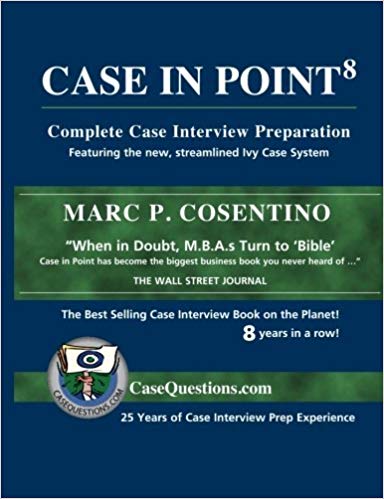 CASE IN POINT⁸
Complete Case Interview Preparation
Featuring the new, streamlined Ivy Case System
MARC P. COSENTINO
“When in Doubt, M.B.A.s Turn to ‘Bible’
Case in Point has become the biggest business book you never heard of ...”
THE WALL STREET JOURNAL
The Best Selling Case Interview Book on the Planet!
8 years in a row!
CASEQUESTIONS.COM
CaseQuestions.com
25 Years of Case Interview Prep Experience